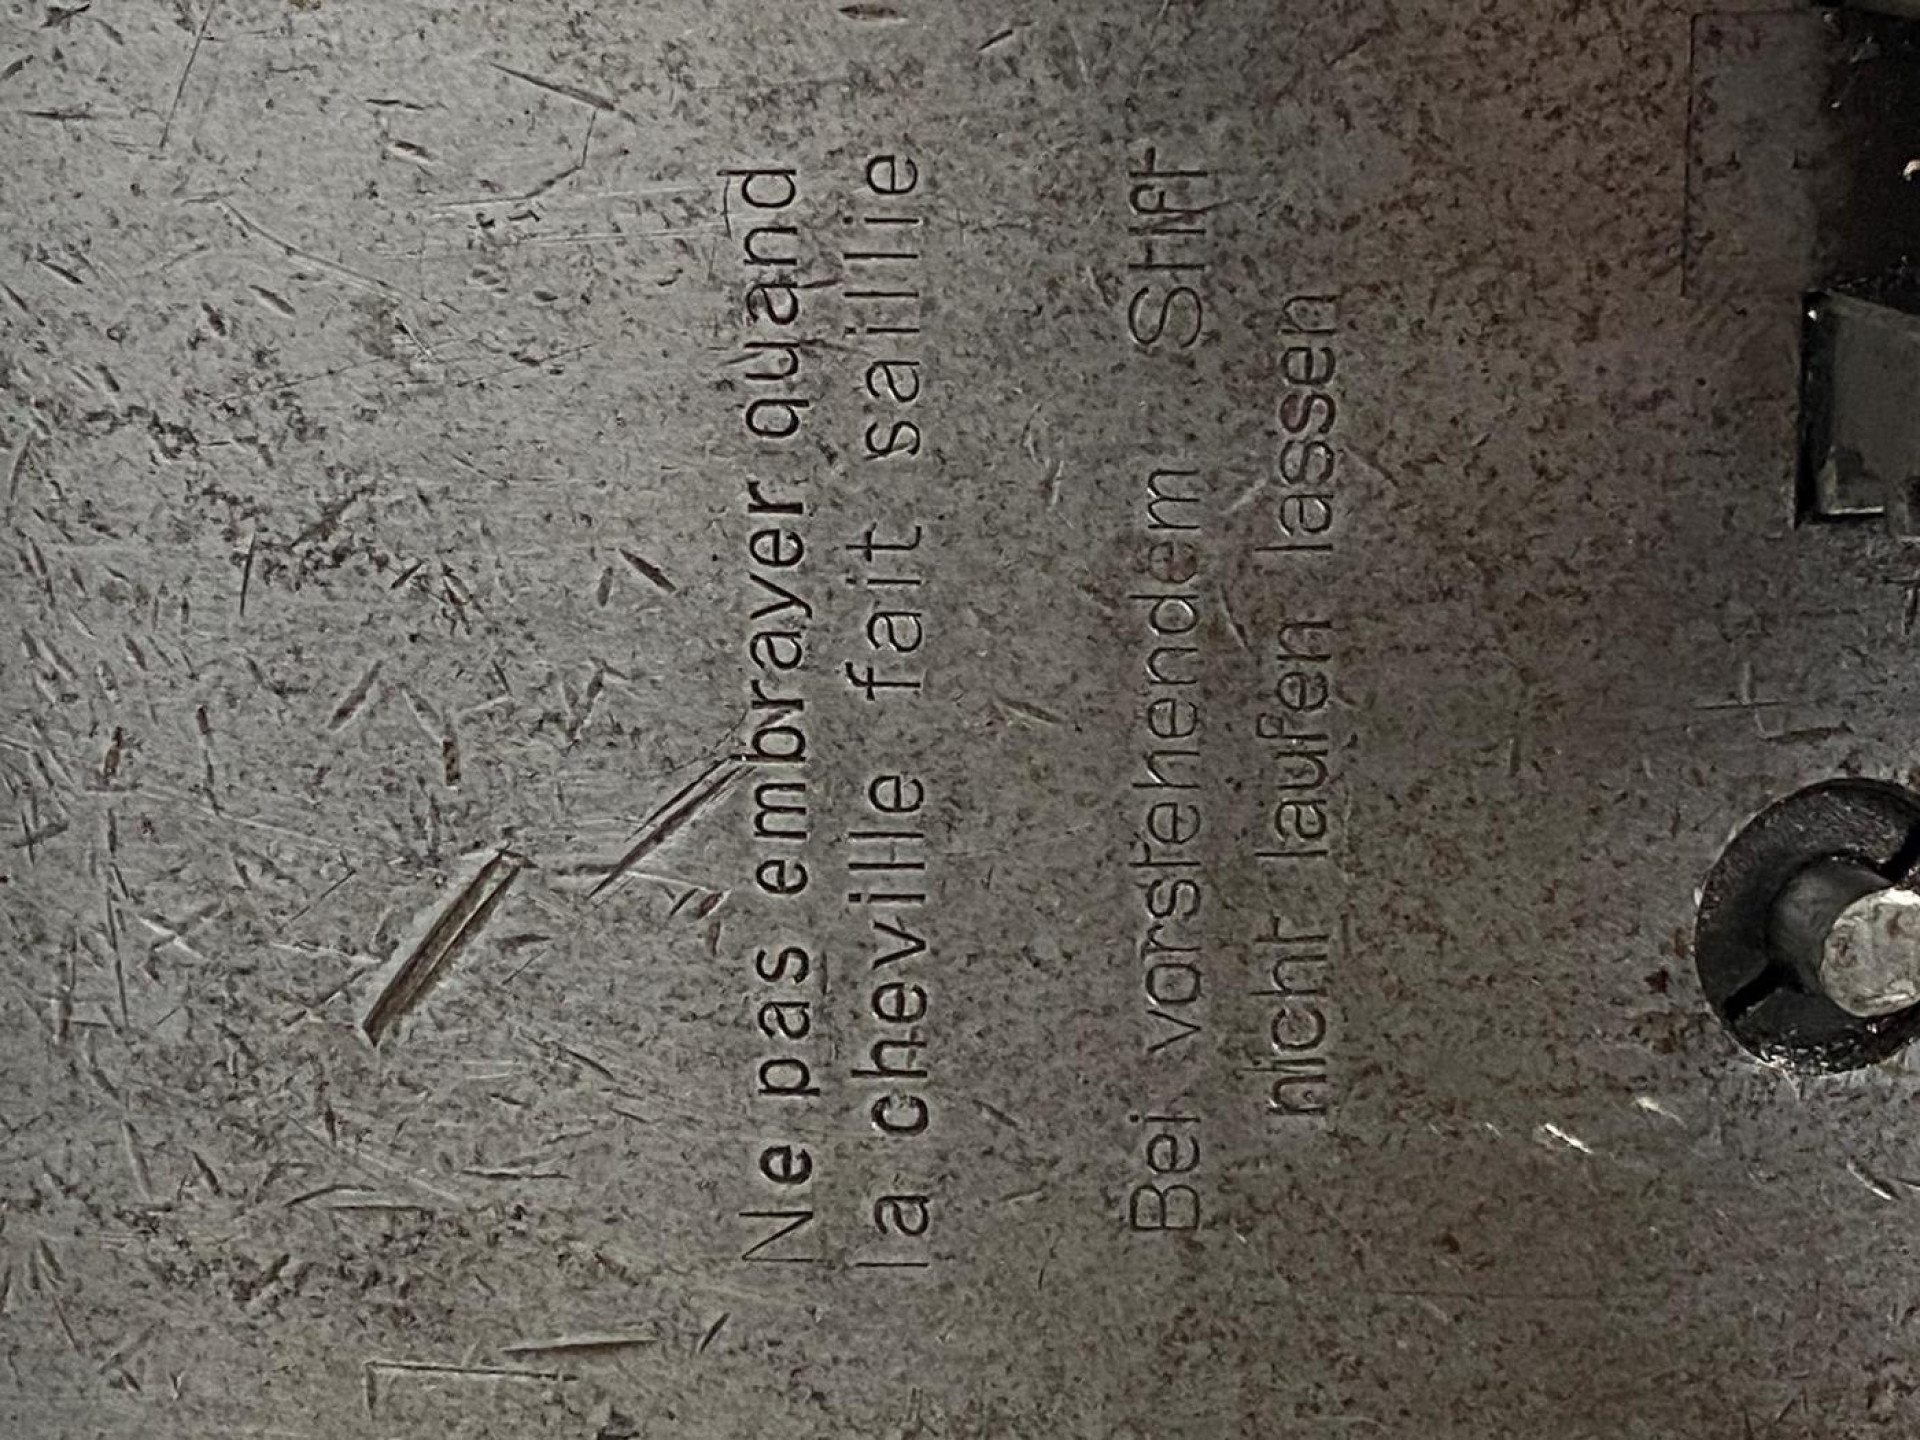 Ne pas embrayer quand
la cheville fait saillie
Bei vorstehendem Stift
nicht laufen lassen